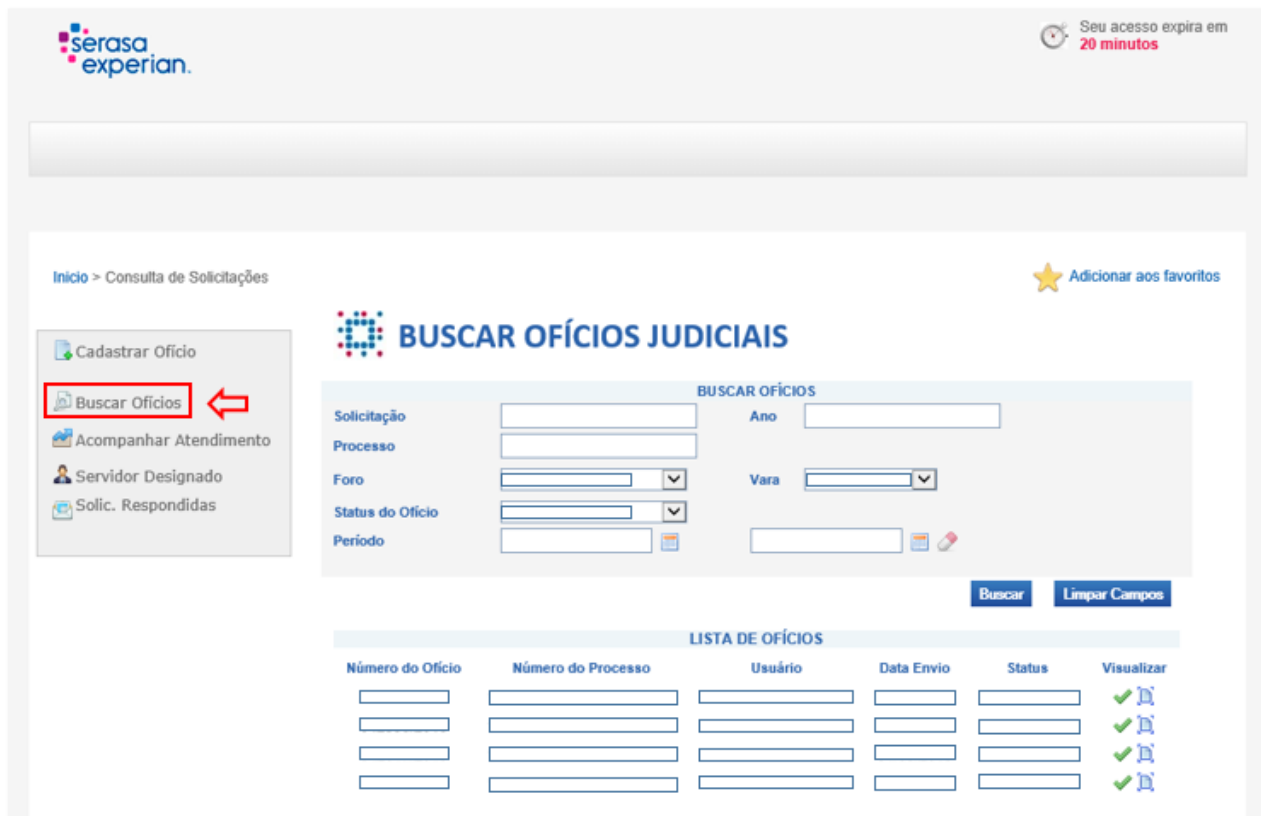 serasa
experian.
Seu acesso expira em
20 minutos
Inicio > Consulta de Solicitações
Adicionar aos favoritos
Cadastrar Ofício
Buscar Ofícios
Acompanhar Atendimento
Servidor Designado
Solic. Respondidas
BUSCAR OFÍCIOS JUDICIAIS
BUSCAR OFÍCIOS
Solicitação Ano
Processo
Foro Vara
Status do Ofício
Período
Buscar Limpar Campos
LISTA DE OFÍCIOS
Número do Ofício Número do Processo Usuário Data Envio Status Visualizar